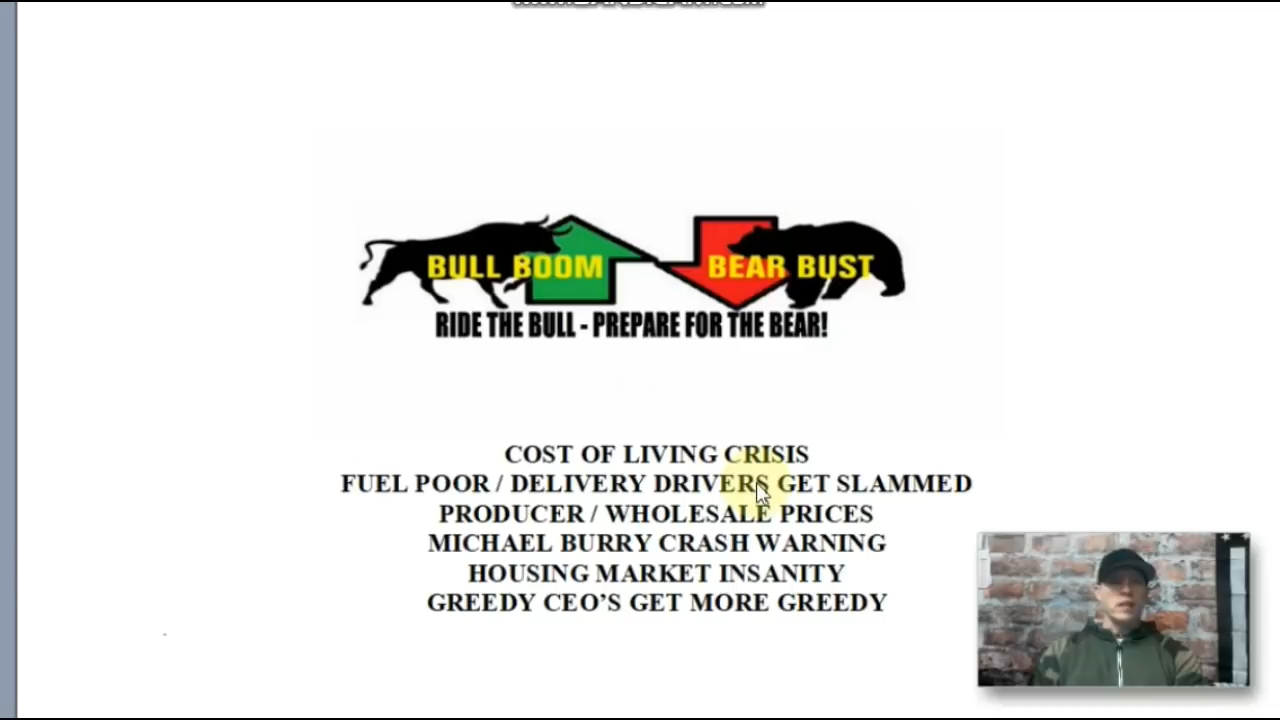 BULL BOOM BEAR BUST
RIDE THE BULL - PREPARE FOR THE BEAR!
COST OF LIVING CRISIS
FUEL POOR / DELIVERY DRIVERS GET SLAMMED
PRODUCER / WHOLESALE PRICES
MICHAEL BURRY CRASH WARNING
HOUSING MARKET INSANITY
GREEDY CEO’S GET MORE GREEDY